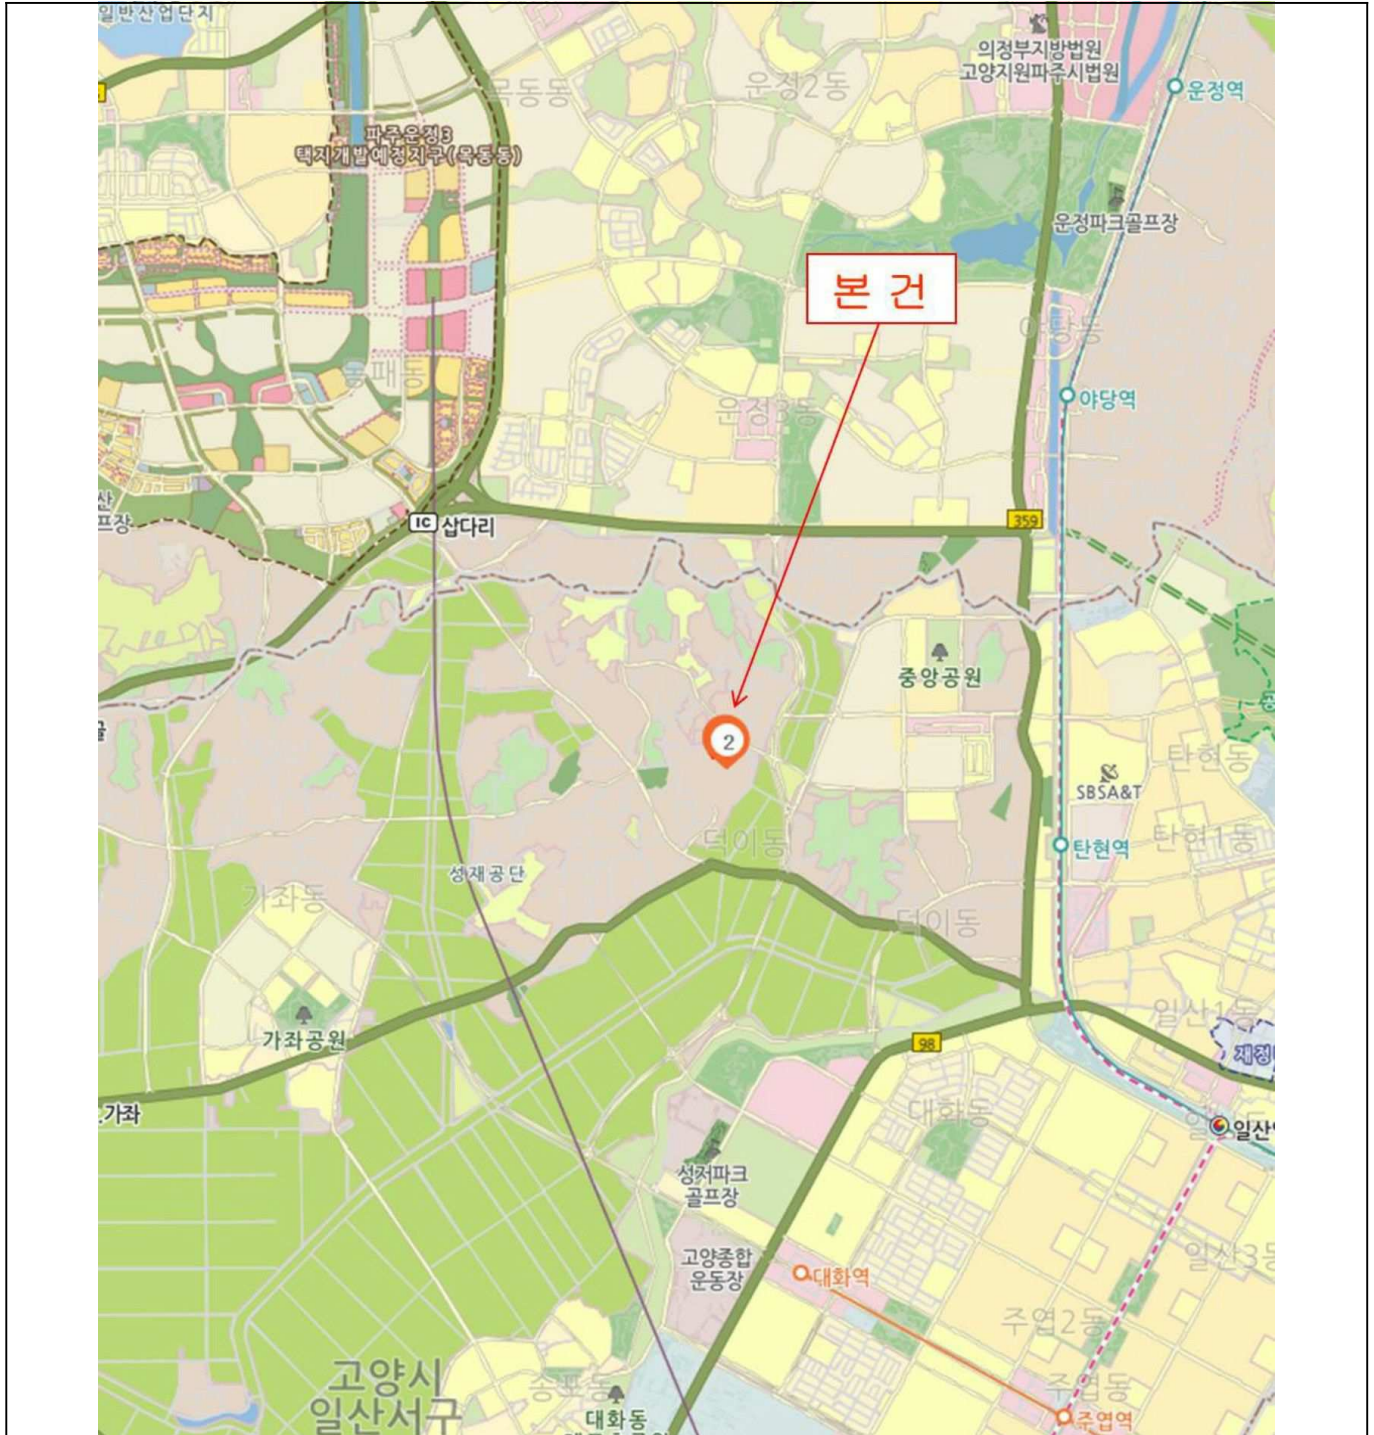 일반산업단지
의정부지방법원
고양지원파주시법원
운정역
목동동
운정2동
파주운정3
택지개발예정지구(목동동)
운정파크골프장
본 건
야당동
동패동
야당역
운정3동
프장
IC
삽다리
359
중앙공원
2
탄현동
SBSA&T
덕이동
탄현1동
탄현역
성재공단
가좌동
덕이동
일산1동
가좌공원
98
재정
가좌
대화동
일산
성저파크
골프장
고양종합
운동장
일산3동
대화역
주엽2동
고양시
일산서구
송포동
주엽동
대화동
주엽역